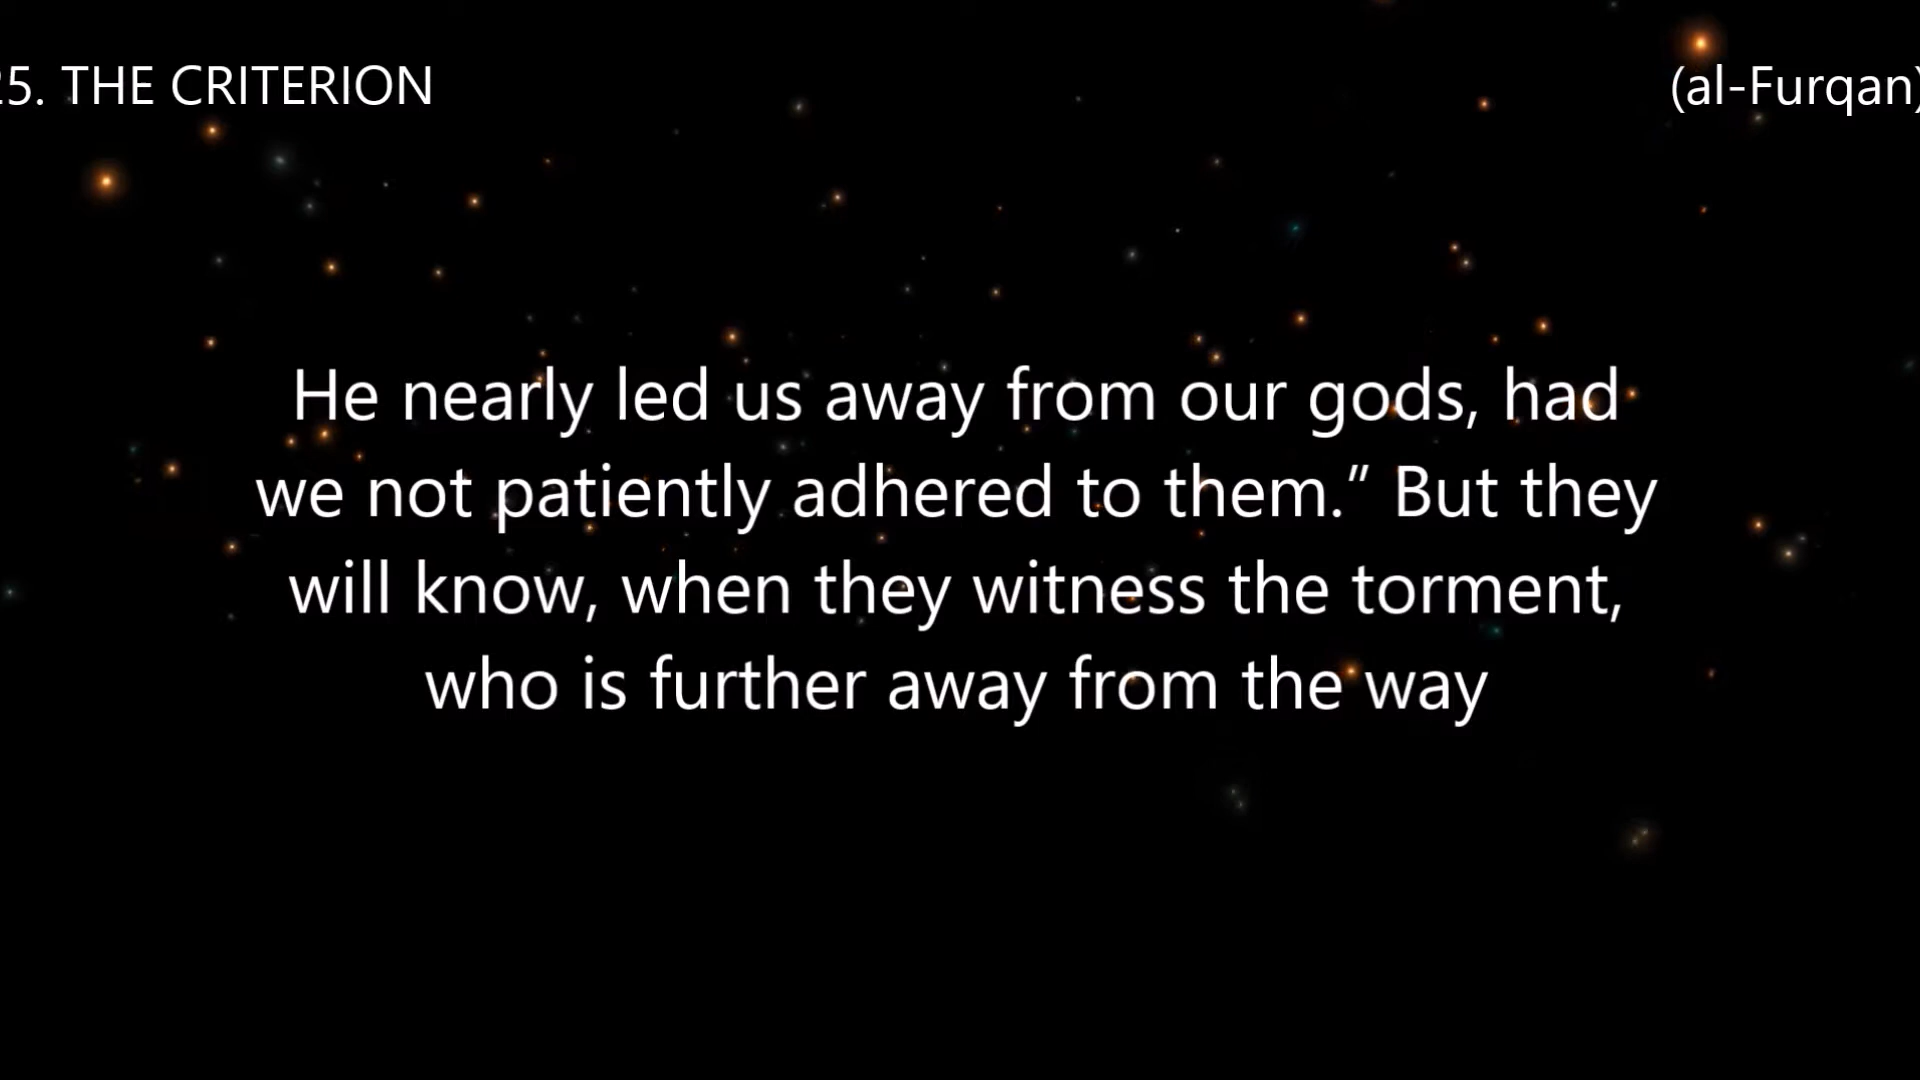 25. THE CRITERION (al-Furqan)
He nearly led us away from our gods, had
we not patiently adhered to them.” But they
will know, when they witness the torment,
who is further away from the way